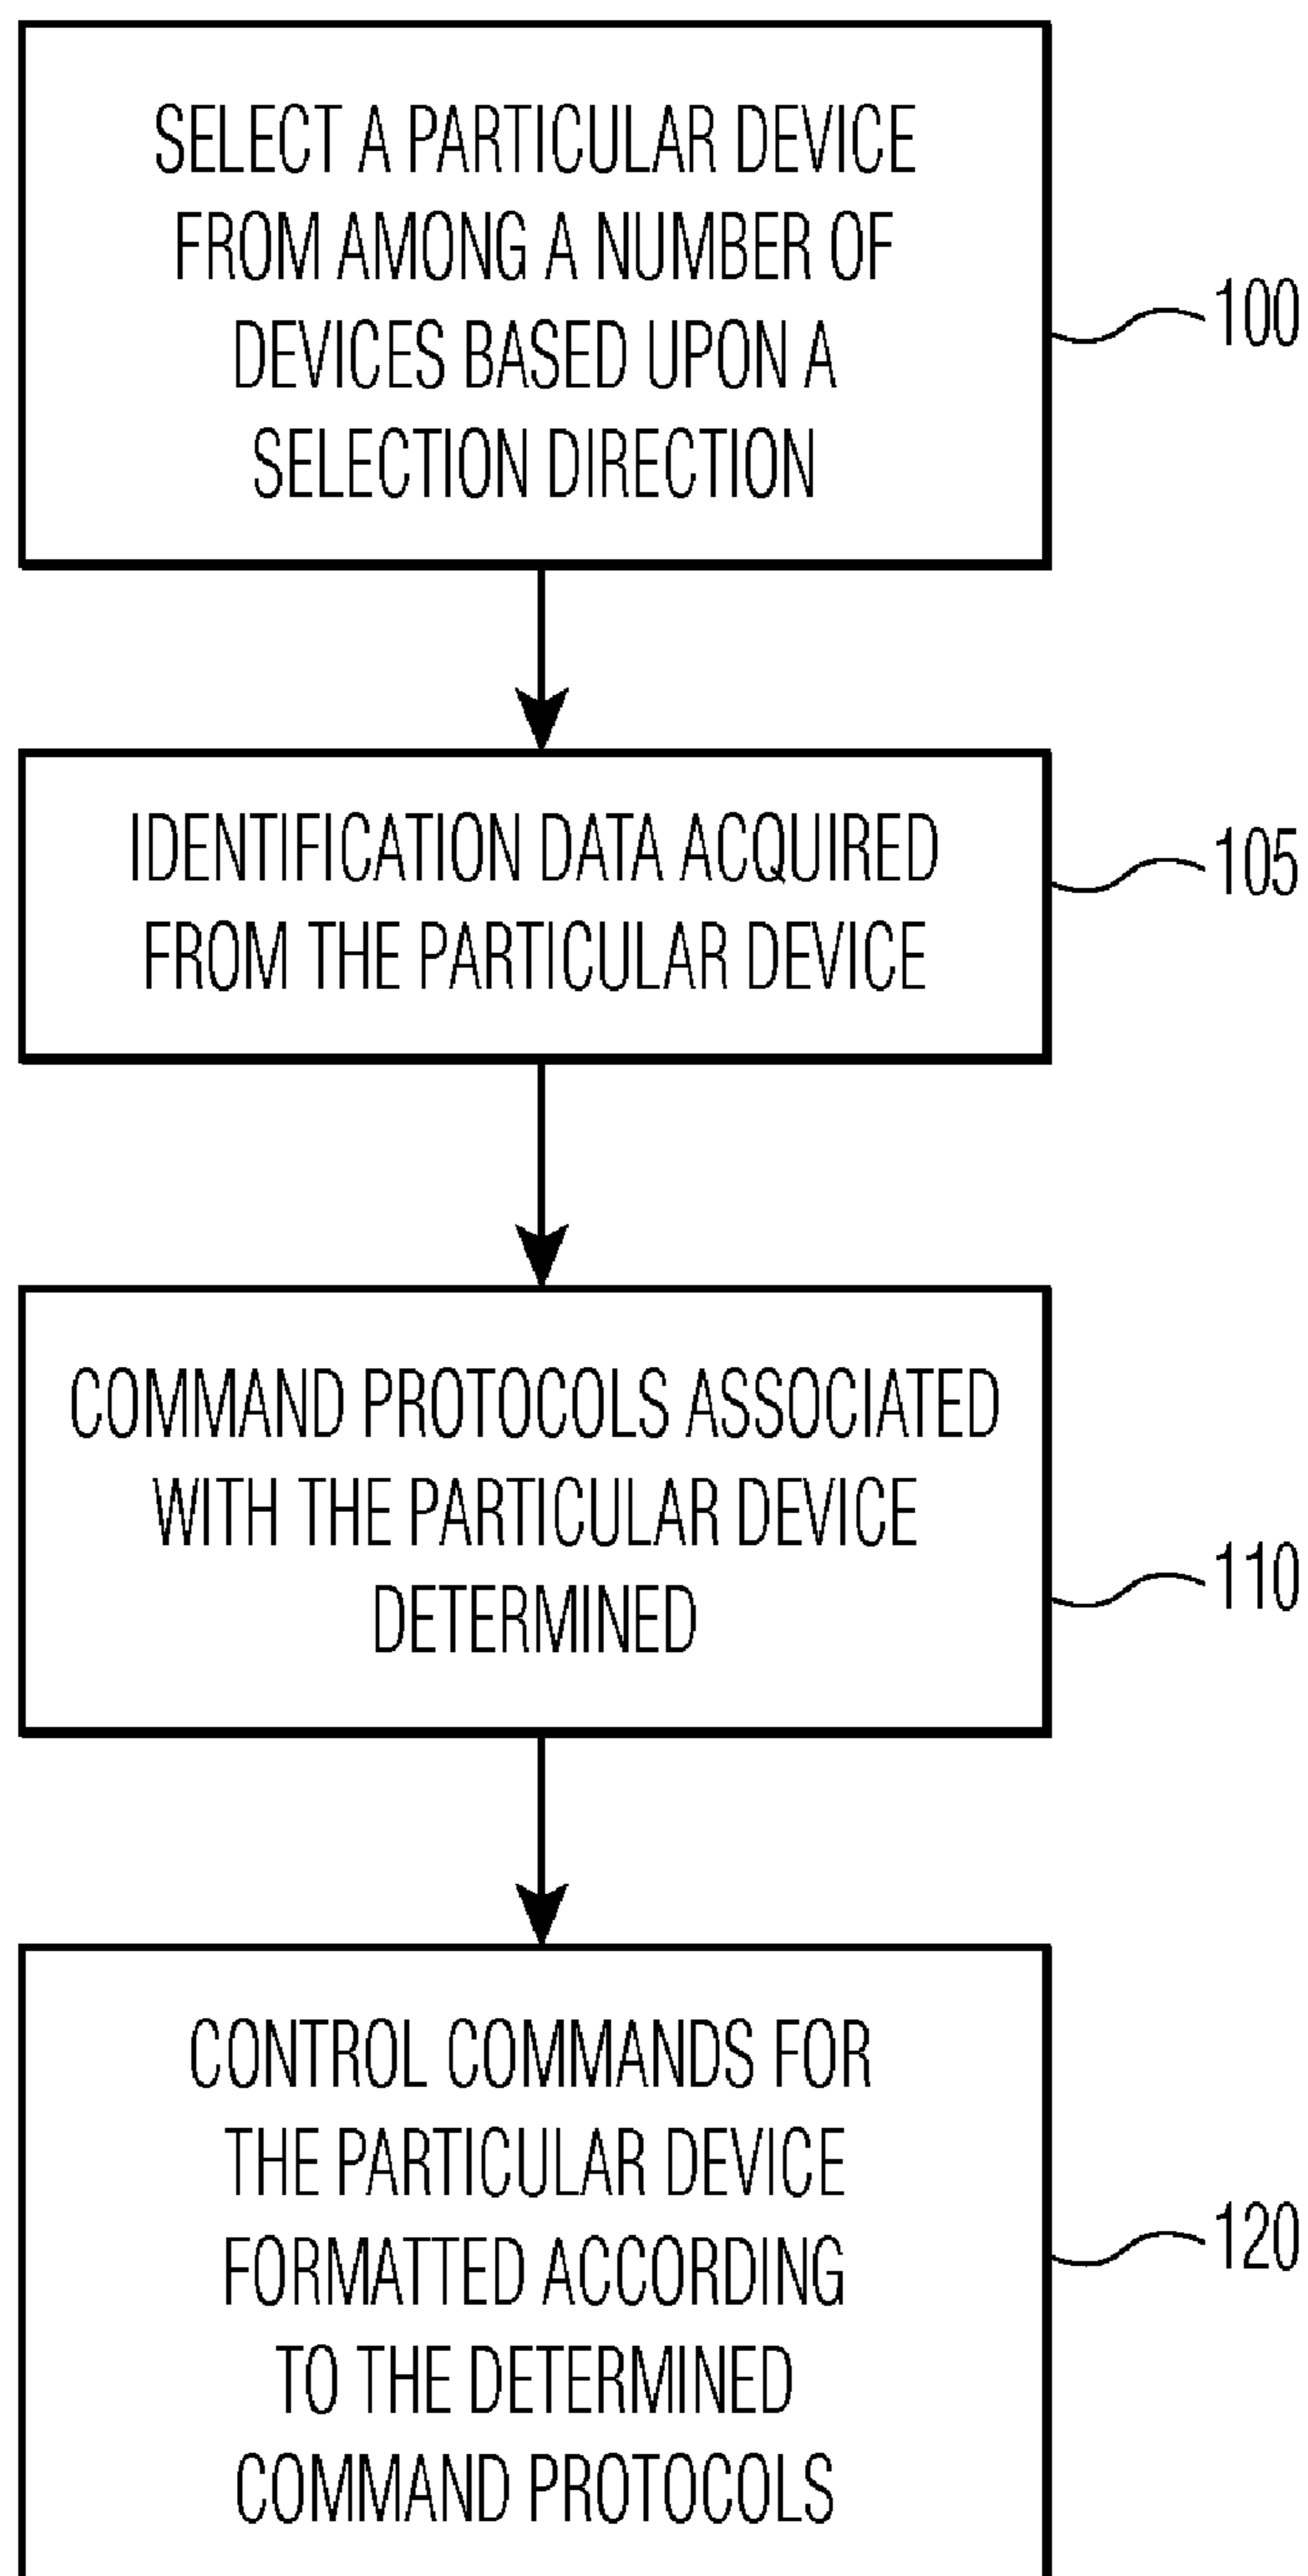 SELECT A PARTICULAR DEVICE
FROM AMONG A NUMBER OF
DEVICES BASED UPON A
SELECTION DIRECTION
100
IDENTIFICATION DATA ACQUIRED
FROM THE PARTICULAR DEVICE
105
COMMAND PROTOCOLS ASSOCIATED
WITH THE PARTICULAR DEVICE
DETERMINED
110
CONTROL COMMANDS FOR
THE PARTICULAR DEVICE
FORMATTED ACCORDING
TO THE DETERMINED
COMMAND PROTOCOLS
120